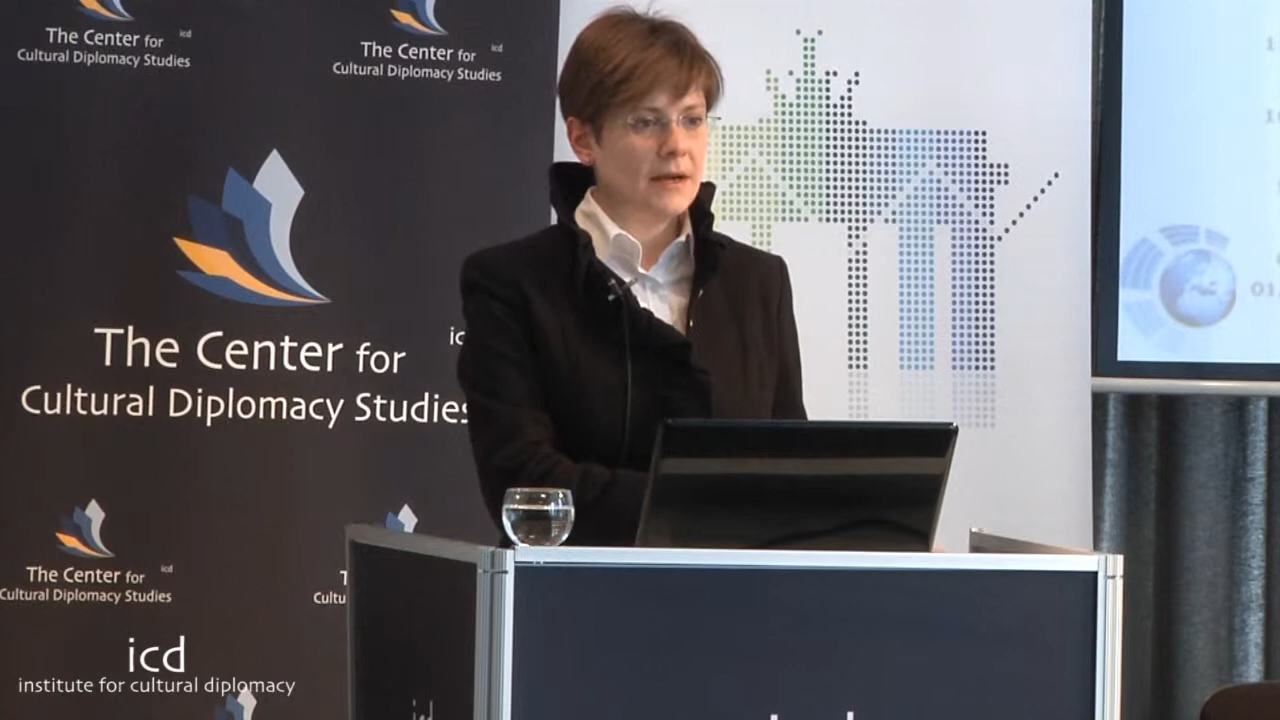 The Center for icd
Cultural Diplomacy Studies
The Center for icd
Cultural Diplomacy Studies
The Center for
Cultural Diplomacy Studies
The Center for icd
Cultural Diplomacy Studies
icd
institute for cultural diplomacy
01